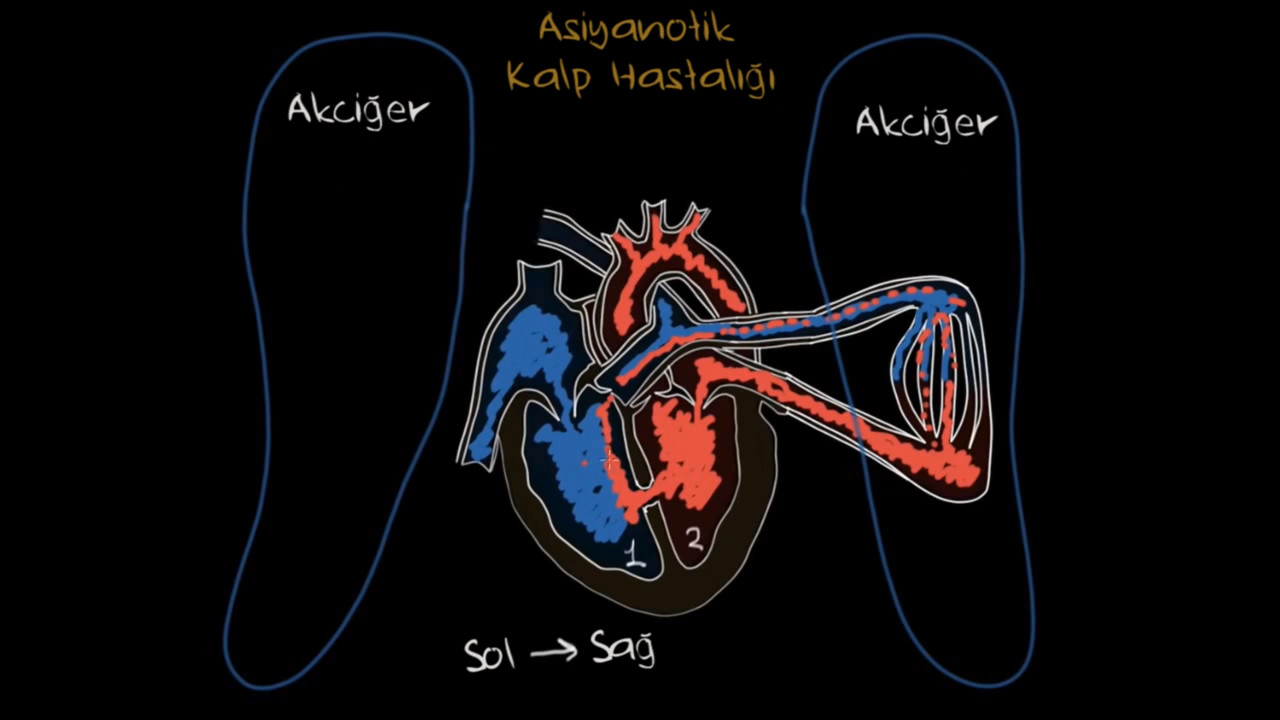 Asiyanotik
Kalp Hastalığı
Akciğer
Akciğer
1
2
Sol → Sağ